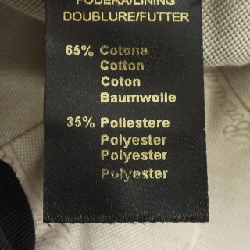 FODERA/LINING
DOUBLURE/FUTTER
65% Cotone
Cotton
Coton
Baumwolle
35% Poliestere
Polyester
Polyester
Polyester